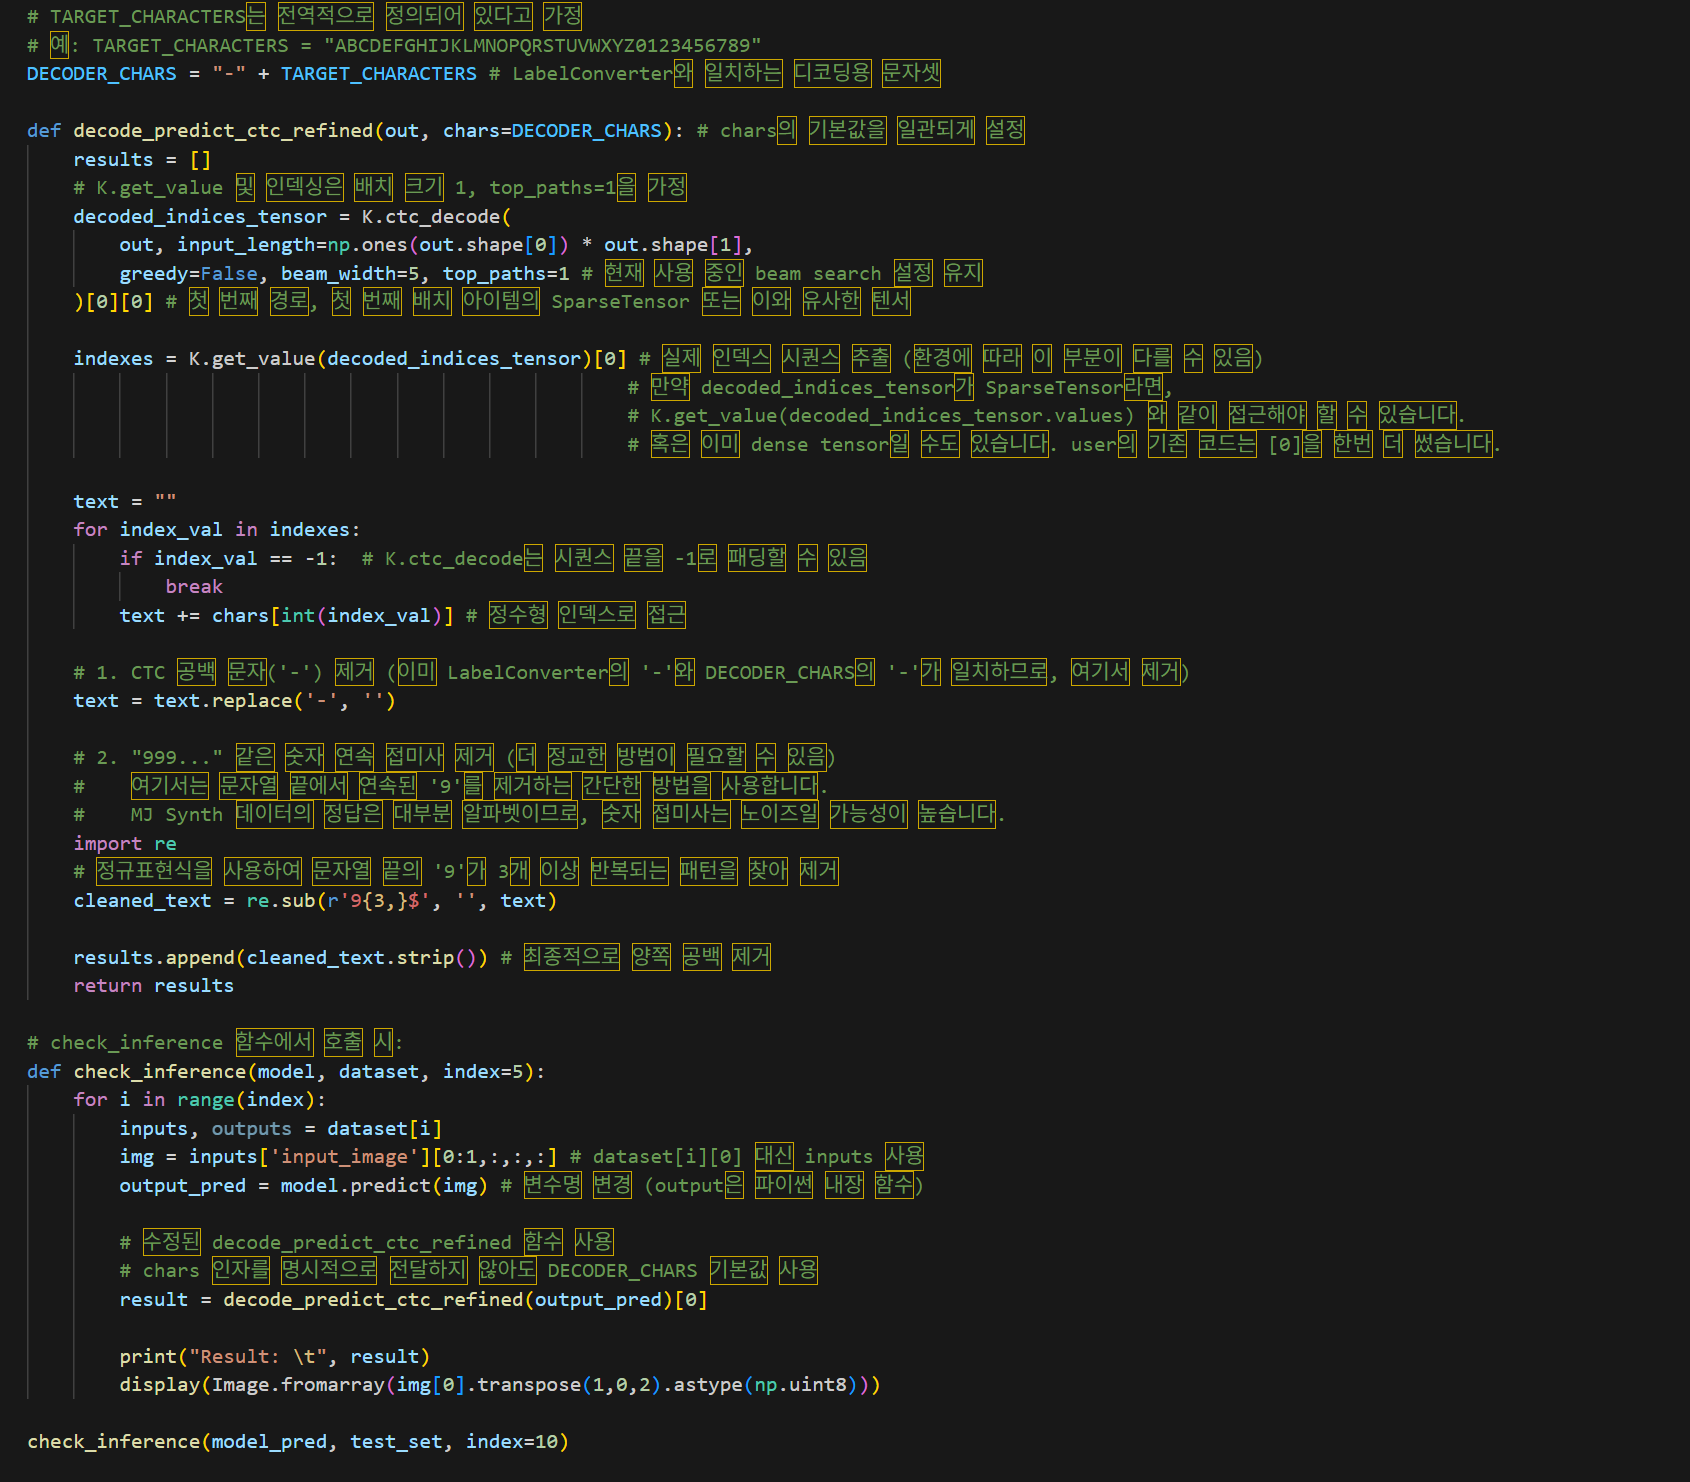 # TARGET_CHARACTERS는 전역적으로 정의되어 있다고 가정
# 예: TARGET_CHARACTERS = "ABCDEFGHIJKLMNOPQRSTUVWXYZ0123456789"
DECODER_CHARS = "-" + TARGET_CHARACTERS # LabelConverter와 일치하는 디코딩용 문자셋
def decode_predict_ctc_refined(out, chars=DECODER_CHARS): # chars의 기본값을 일관되게 설정
results = []
# K.get_value 및 인덱싱은 배치 크기 1, top_paths=1을 가정
decoded_indices_tensor = K.ctc_decode(
out, input_length=np.ones(out.shape[0]) * out.shape[1],
greedy=False, beam_width=5, top_paths=1 # 현재 사용 중인 beam search 설정 유지
)[0][0] # 첫 번째 경로, 첫 번째 배치 아이템의 SparseTensor 또는 이와 유사한 텐서
indexes = K.get_value(decoded_indices_tensor)[0] # 실제 인덱스 시퀀스 추출 (환경에 따라 이 부분이 다를 수 있음)
# 만약 decoded_indices_tensor가 SparseTensor라면,
# K.get_value(decoded_indices_tensor.values) 와 같이 접근해야 할 수 있습니다.
# 혹은 이미 dense tensor일 수도 있습니다. user의 기존 코드는 [0]을 한번 더 썼습니다.
text = ""
for index_val in indexes:
if index_val == -1:  # K.ctc_decode는 시퀀스 끝을 -1로 패딩할 수 있음
break
text += chars[int(index_val)] # 정수형 인덱스로 접근
# 1. CTC 공백 문자('-') 제거 (이미 LabelConverter의 '-'와 DECODER_CHARS의 '-'가 일치하므로, 여기서 제거)
text = text.replace('-', '')
# 2. "999..." 같은 숫자 연속 접미사 제거 (더 정교한 방법이 필요할 수 있음)
#    여기서는 문자열 끝에서 연속된 '9'를 제거하는 간단한 방법을 사용합니다.
#    MJ Synth 데이터의 정답은 대부분 알파벳이므로, 숫자 접미사는 노이즈일 가능성이 높습니다.
import re
# 정규표현식을 사용하여 문자열 끝의 '9'가 3개 이상 반복되는 패턴을 찾아 제거
cleaned_text = re.sub(r'9{3,}$', '', text)
results.append(cleaned_text.strip()) # 최종적으로 양쪽 공백 제거
return results
# check_inference 함수에서 호출 시:
def check_inference(model, dataset, index=5):
for i in range(index):
inputs, outputs = dataset[i]
img = inputs['input_image'][0:1,:,:,:] # dataset[i][0] 대신 inputs 사용
output_pred = model.predict(img) # 변수명 변경 (output은 파이썬 내장 함수)
# 수정된 decode_predict_ctc_refined 함수 사용
# chars 인자를 명시적으로 전달하지 않아도 DECODER_CHARS 기본값 사용
result = decode_predict_ctc_refined(output_pred)[0]
print("Result: \t", result)
display(Image.fromarray(img[0].transpose(1,0,2).astype(np.uint8)))
check_inference(model_pred, test_set, index=10)